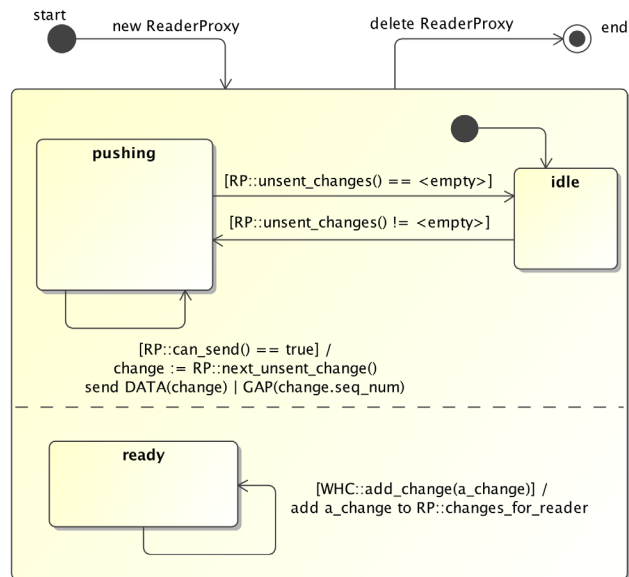 start
new ReaderProxy
delete ReaderProxy
end
pushing
idle
[RP::unsent_changes() == <empty>]
[RP::unsent_changes() != <empty>]
[RP::can_send() == true] /
change := RP::next_unsent_change()
send DATA(change) | GAP(change.seq_num)
ready
[WHC::add_change(a_change)] /
add a_change to RP::changes_for_reader